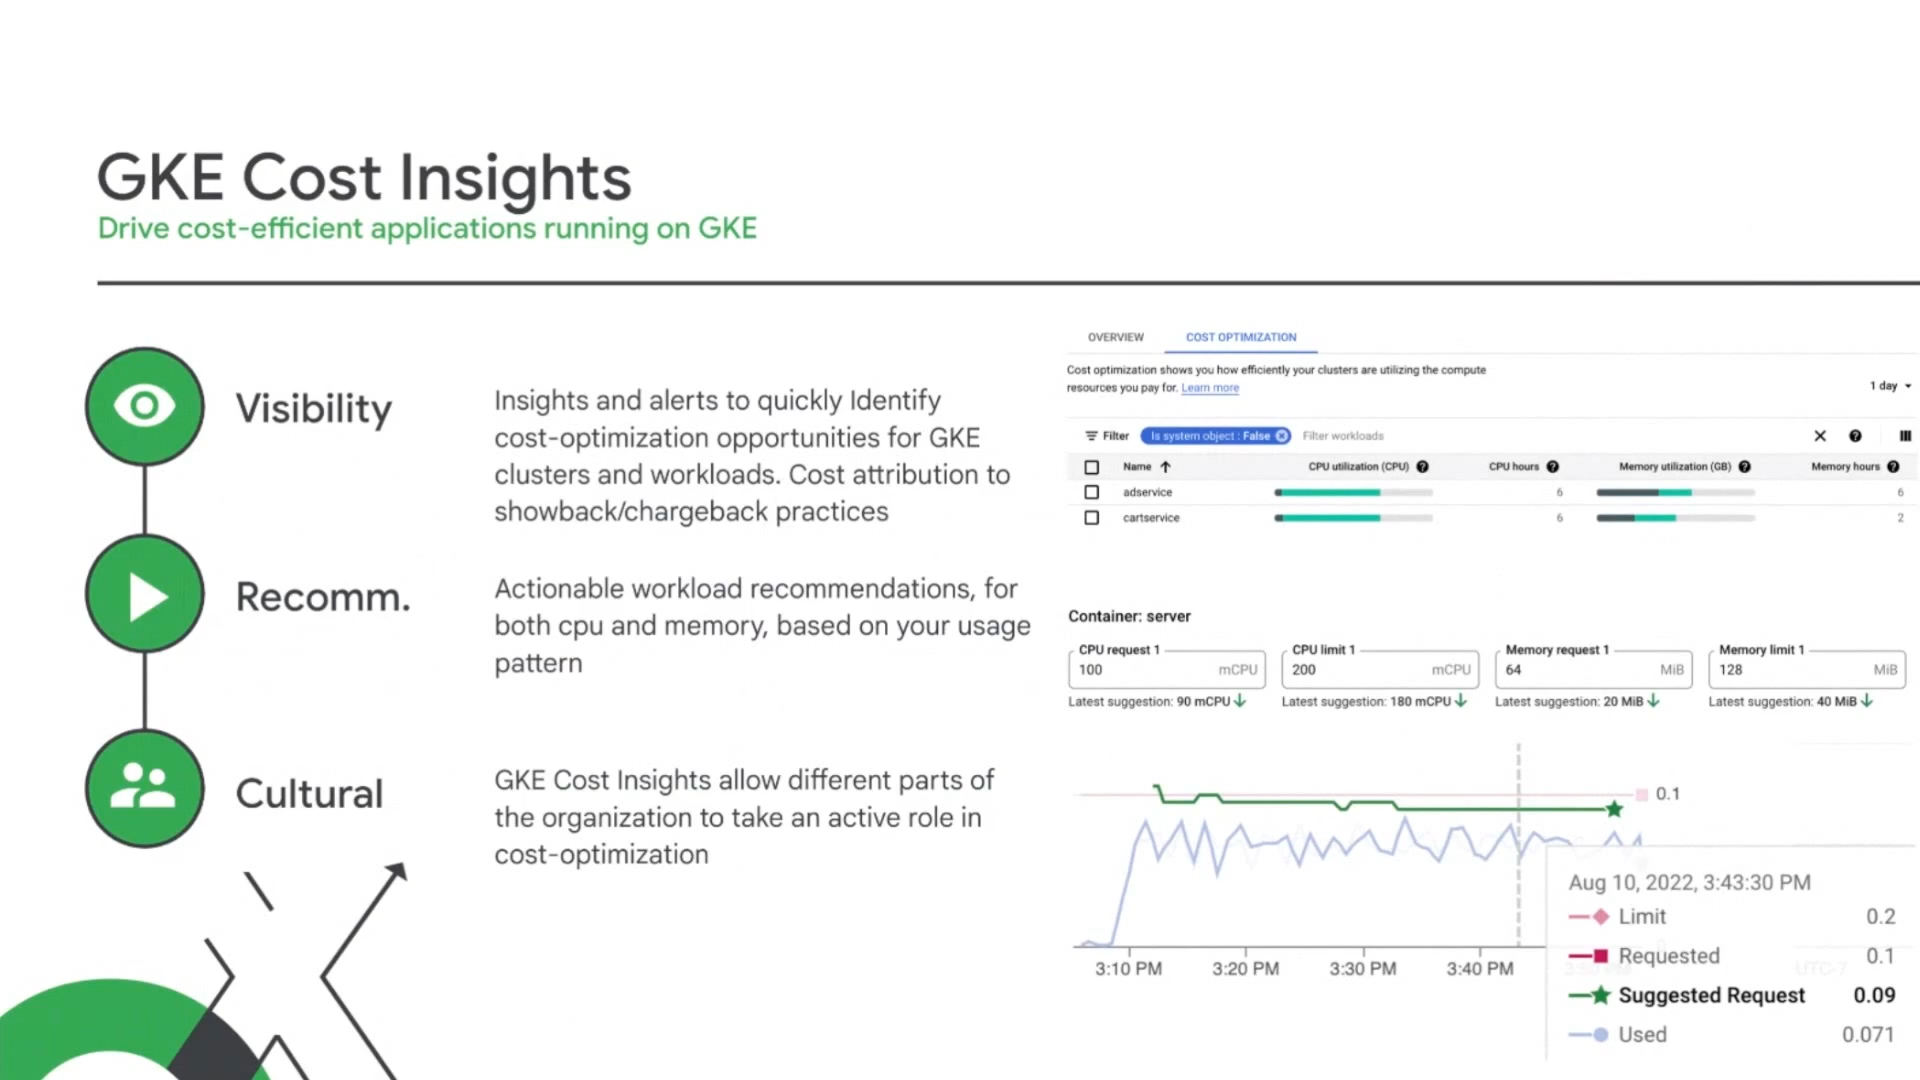 GKE Cost Insights
Drive cost-efficient applications running on GKE
Visibility
Insights and alerts to quickly Identify
cost-optimization opportunities for GKE
clusters and workloads. Cost attribution to
showback/chargeback practices
Recomm.
Actionable workload recommendations, for
both cpu and memory, based on your usage
pattern
Cultural
GKE Cost Insights allow different parts of
the organization to take an active role in
cost-optimization
OVERVIEW COST OPTIMIZATION
Cost optimization shows you how efficiently your clusters are utilizing the compute
resources you pay for. Learn more
1 day
Filter Is system object : False Filter workloads
Name CPU utilization (CPU) CPU hours Memory utilization (GB) Memory hours
adservice 6 6
cartservice 6 2
Container: server
CPU request 1 CPU limit 1 Memory request 1 Memory limit 1
100 mCPU 200 mCPU 64 MiB 128 MiB
Latest suggestion: 90 mCPU Latest suggestion: 180 mCPU Latest suggestion: 20 MiB Latest suggestion: 40 MiB
0.1
3:10 PM 3:20 PM 3:30 PM 3:40 PM 3:50 PM UTC-7
Aug 10, 2022, 3:43:30 PM
Limit 0.2
Requested 0.1
Suggested Request 0.09
Used 0.071